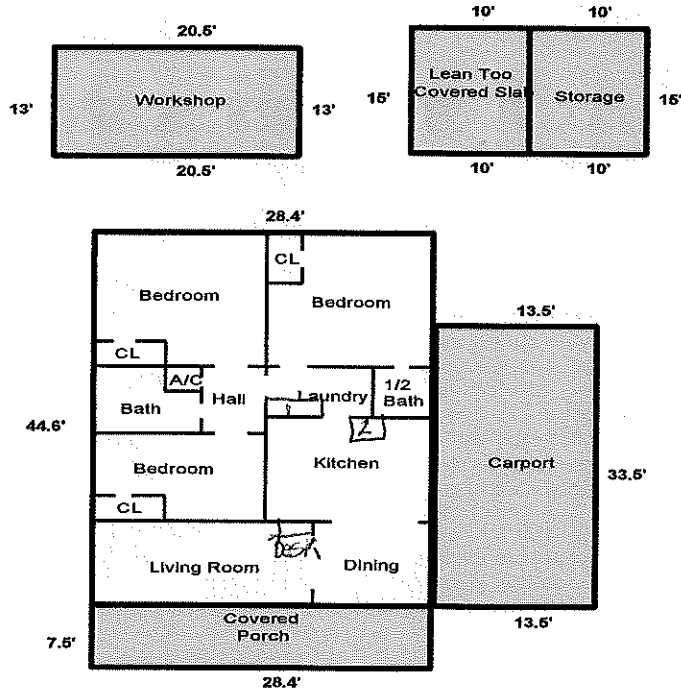 20.5'
10' 10'
13' Workshop 13'
15' Lean Too
Covered Slab Storage 15'
20.5'
10' 10'
28.4'
CL
Bedroom Bedroom
13.5'
CL
A/C
Bath Hall Laundry 1/2
Bath
1
2
44.6'
Bedroom Kitchen Carport
33.5'
CL
DESK
Living Room Dining
13.5'
Covered
Porch
7.5'
28.4'